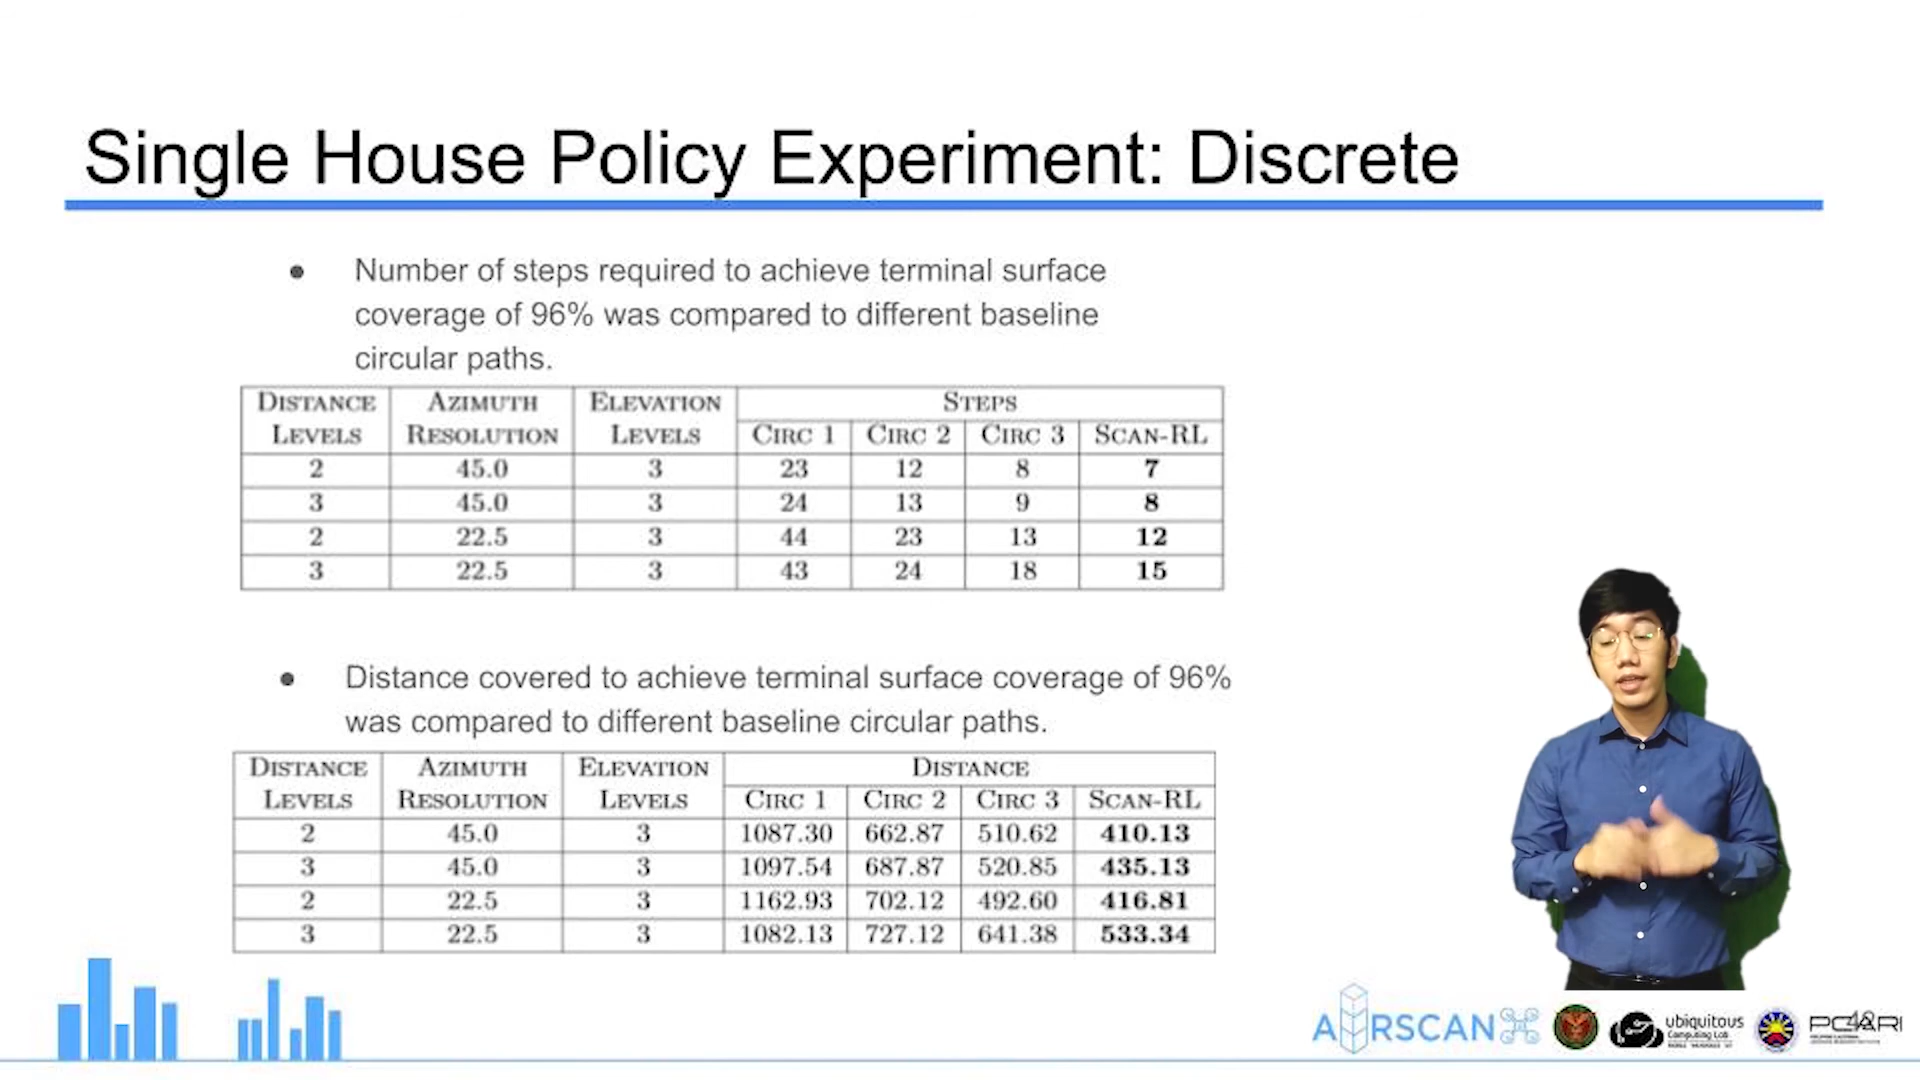 Single House Policy Experiment: Discrete
● Number of steps required to achieve terminal surface
coverage of 96% was compared to different baseline
circular paths.
DISTANCE LEVELS AZIMUTH RESOLUTION ELEVATION LEVELS STEPS
CIRC 1 CIRC 2 CIRC 3 SCAN-RL
2 45.0 3 23 12 8 7
3 45.0 3 24 13 9 8
2 22.5 3 44 23 13 12
3 22.5 3 43 24 18 15
● Distance covered to achieve terminal surface coverage of 96%
was compared to different baseline circular paths.
DISTANCE LEVELS AZIMUTH RESOLUTION ELEVATION LEVELS DISTANCE
CIRC 1 CIRC 2 CIRC 3 SCAN-RL
2 45.0 3 1087.30 662.87 510.62 410.13
3 45.0 3 1097.54 687.87 520.85 435.13
2 22.5 3 1162.93 702.12 492.60 416.81
3 22.5 3 1082.13 727.12 641.38 533.34
AIRSCAN
ubiquitous
Computing Lab
PCARI